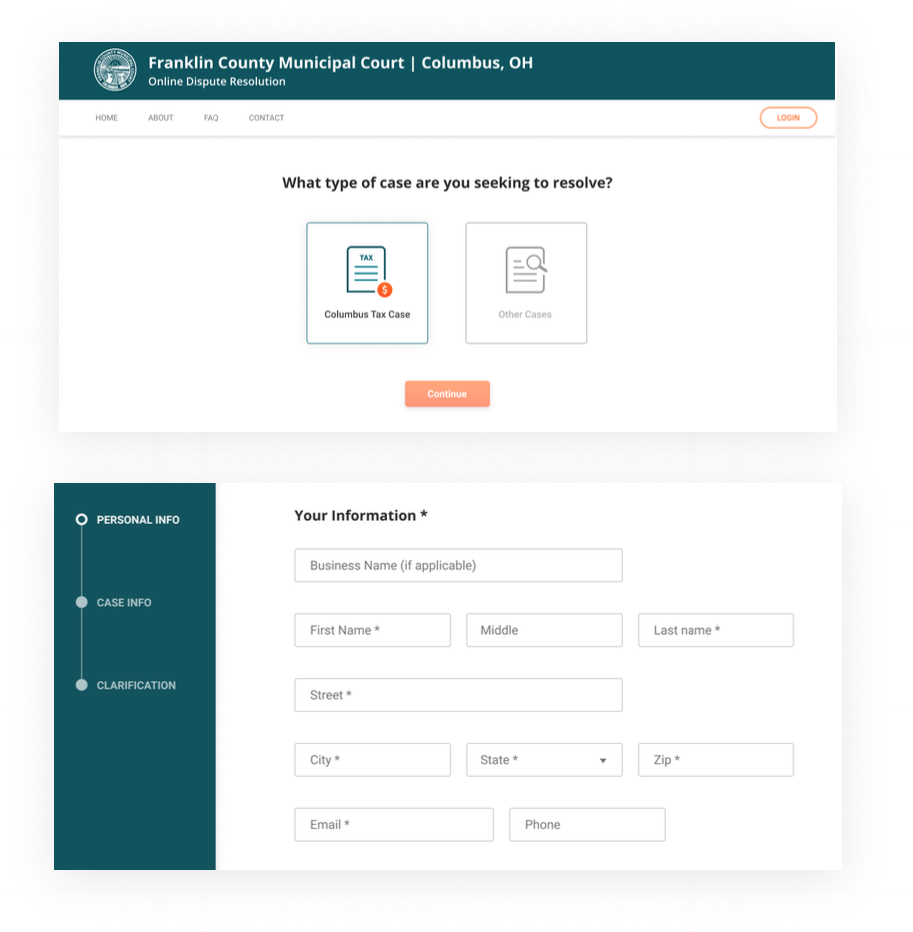 Franklin County Municipal Court | Columbus, OH
Online Dispute Resolution
HOME ABOUT FAQ CONTACT LOGIN
What type of case are you seeking to resolve?
TAX
$
Columbus Tax Case Other Cases
Continue
PERSONAL INFO
CASE INFO
CLARIFICATION
Your Information *
Business Name (if applicable)
First Name * Middle Last name *
Street *
City * State * Zip *
Email * Phone